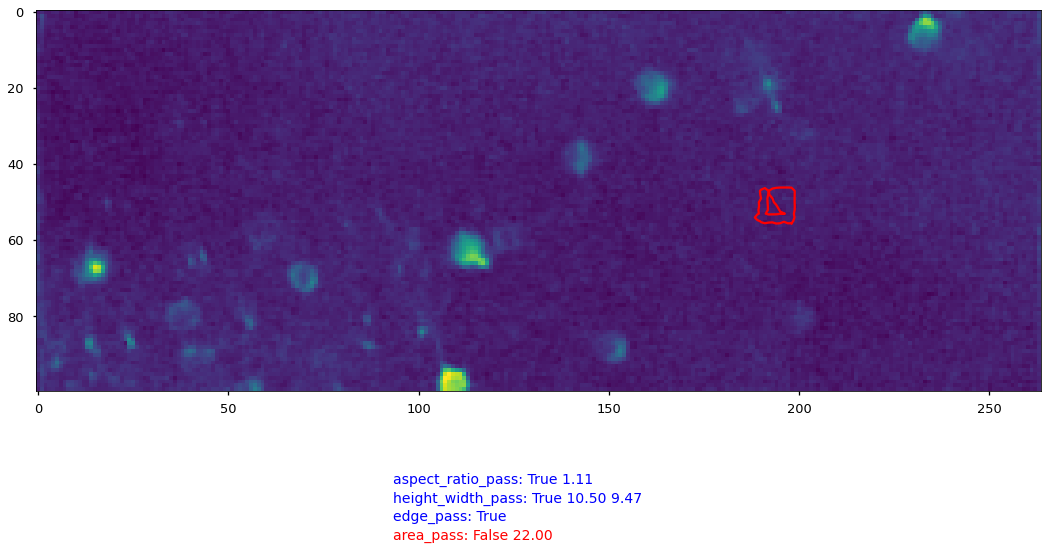 0
20
40
60
80
0 50 100 150 200 250
aspect_ratio_pass: True 1.11
height_width_pass: True 10.50 9.47
edge_pass: True
area_pass: False 22.00